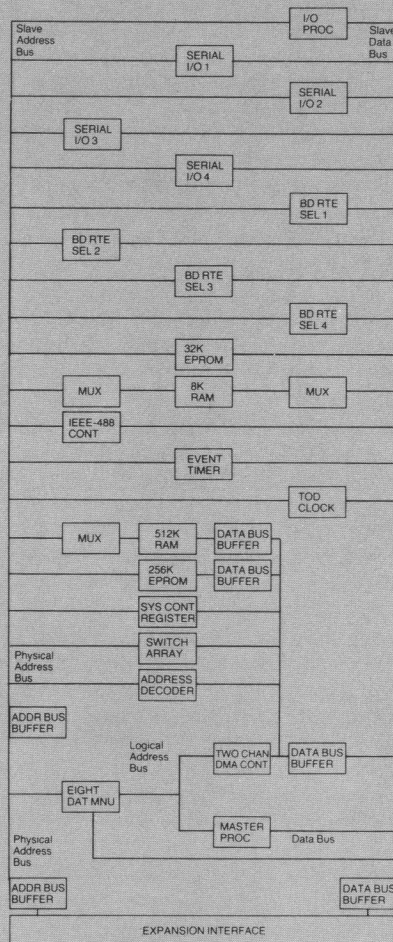 I/O
PROC
Slave
Address
Bus
Slave
Data
Bus
SERIAL
I/O 1
SERIAL
I/O 2
SERIAL
I/O 3
SERIAL
I/O 4
BD RTE
SEL 1
BD RTE
SEL 2
BD RTE
SEL 3
BD RTE
SEL 4
32K
EPROM
MUX
8K
RAM
MUX
IEEE-488
CONT
EVENT
TIMER
TOD
CLOCK
MUX
512K
RAM
DATA BUS
BUFFER
256K
EPROM
DATA BUS
BUFFER
SYS CONT
REGISTER
SWITCH
ARRAY
Physical
Address
Bus
ADDRESS
DECODER
ADDR BUS
BUFFER
Logical
Address
Bus
TWO CHAN
DMA CONT
DATA BUS
BUFFER
EIGHT
DAT MNU
MASTER
PROC
Data Bus
Physical
Address
Bus
ADDR BUS
BUFFER
DATA BUS
BUFFER
EXPANSION INTERFACE